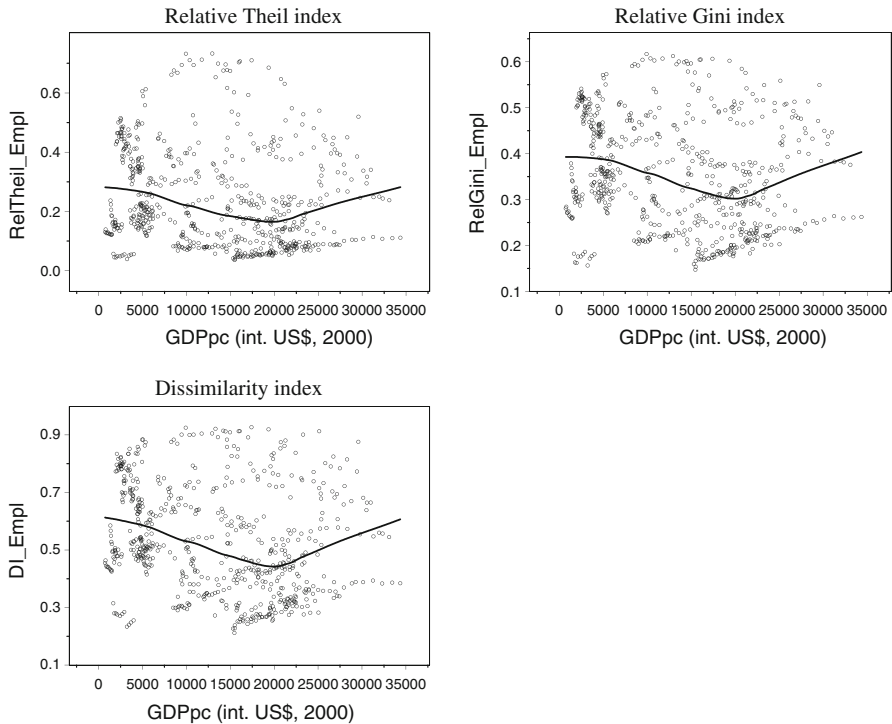 Relative Theil index
RelTheil_Empl
0.6
0.4
0.2
0.0
0 5000 10000 15000 20000 25000 30000 35000
GDPpc (int. US$, 2000)
Relative Gini index
RelGini_Empl
0.6
0.5
0.4
0.3
0.2
0.1
0 5000 10000 15000 20000 25000 30000 35000
GDPpc (int. US$, 2000)
Dissimilarity index
DI_Empl
0.9
0.7
0.5
0.3
0.1
0 5000 10000 15000 20000 25000 30000 35000
GDPpc (int. US$, 2000)